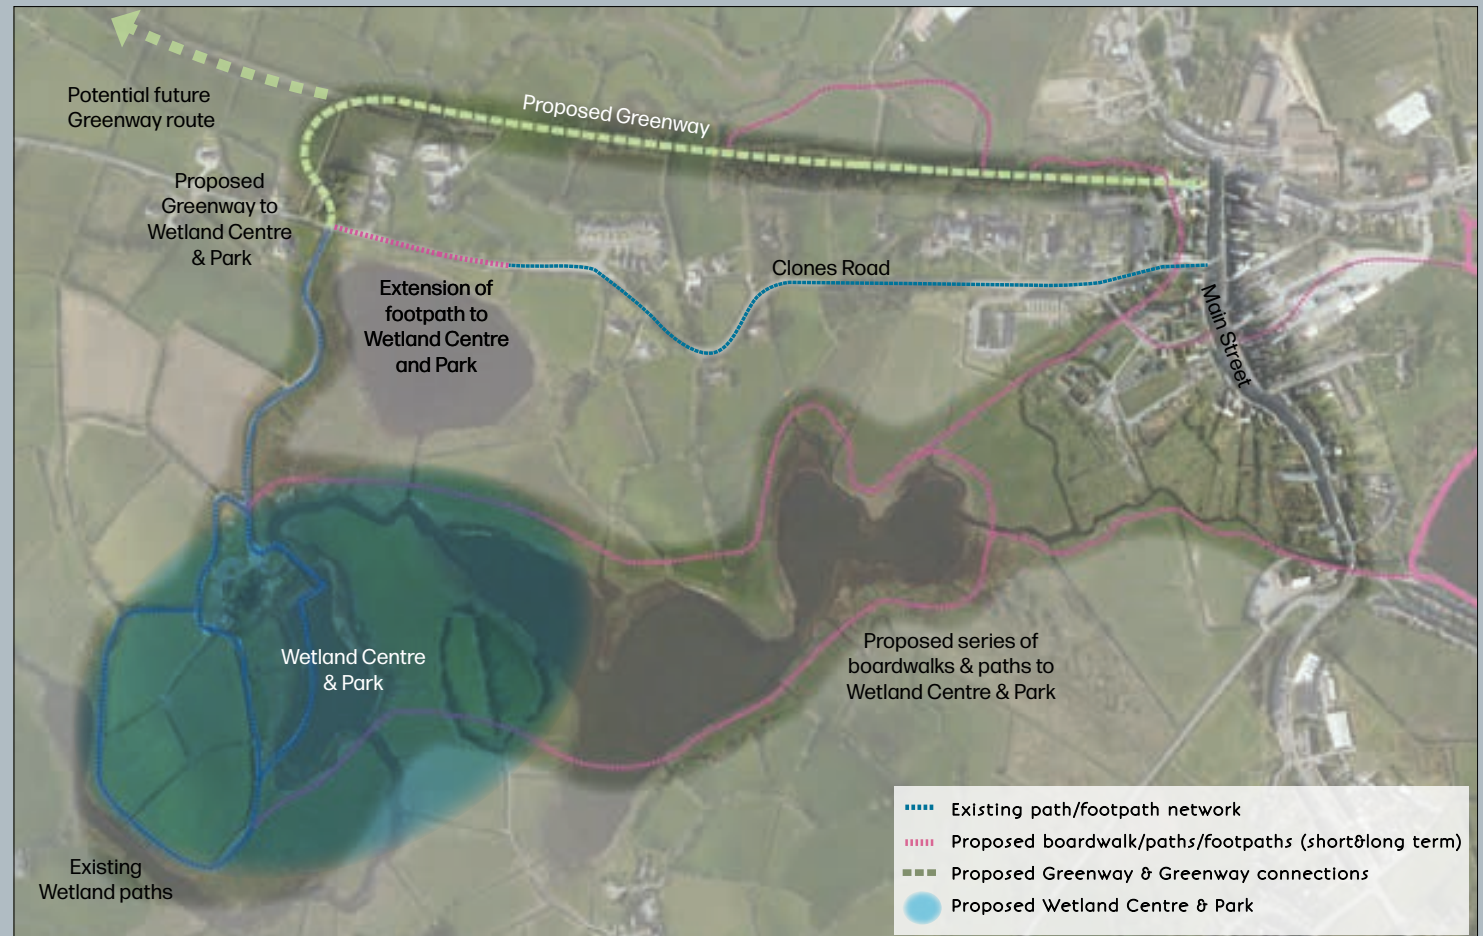 Potential future
Greenway route
Proposed Greenway
Proposed
Greenway to
Wetland Centre
& Park
Extension of
footpath to
Wetland Centre
and Park
Clones Road
Main Street
Wetland Centre
& Park
Proposed series of
boardwalks & paths to
Wetland Centre & Park
Existing
Wetland paths
Existing path/footpath network
Proposed boardwalk/paths/footpaths (short&long term)
Proposed Greenway & Greenway connections
Proposed Wetland Centre & Park